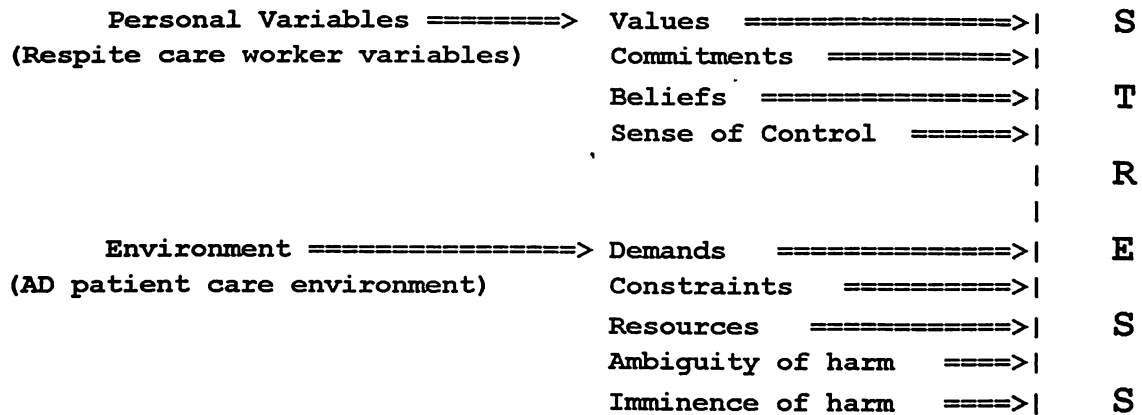 Personal Variables ========> Values ================>| S
(Respite care worker variables) Commitments ===========>|
Beliefs ===============>| T
Sense of Control ======>|
| R
|
Environment ================> Demands ==============>| E
(AD patient care environment) Constraints ==========>|
Resources ============>| S
Ambiguity of harm ====>|
Imminence of harm ====>| S